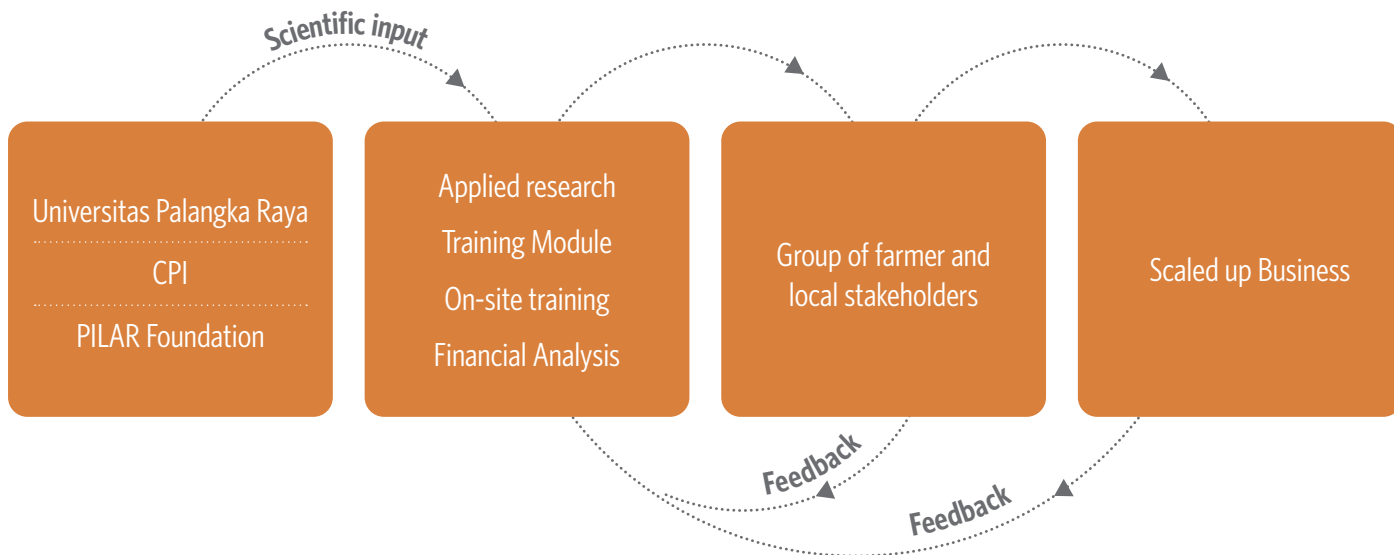 Scientific input
Universitas Palangka Raya
CPI
PILAR Foundation
Applied research
Training Module
On-site training
Financial Analysis
Group of farmer and
local stakeholders
Scaled up Business
Feedback
Feedback